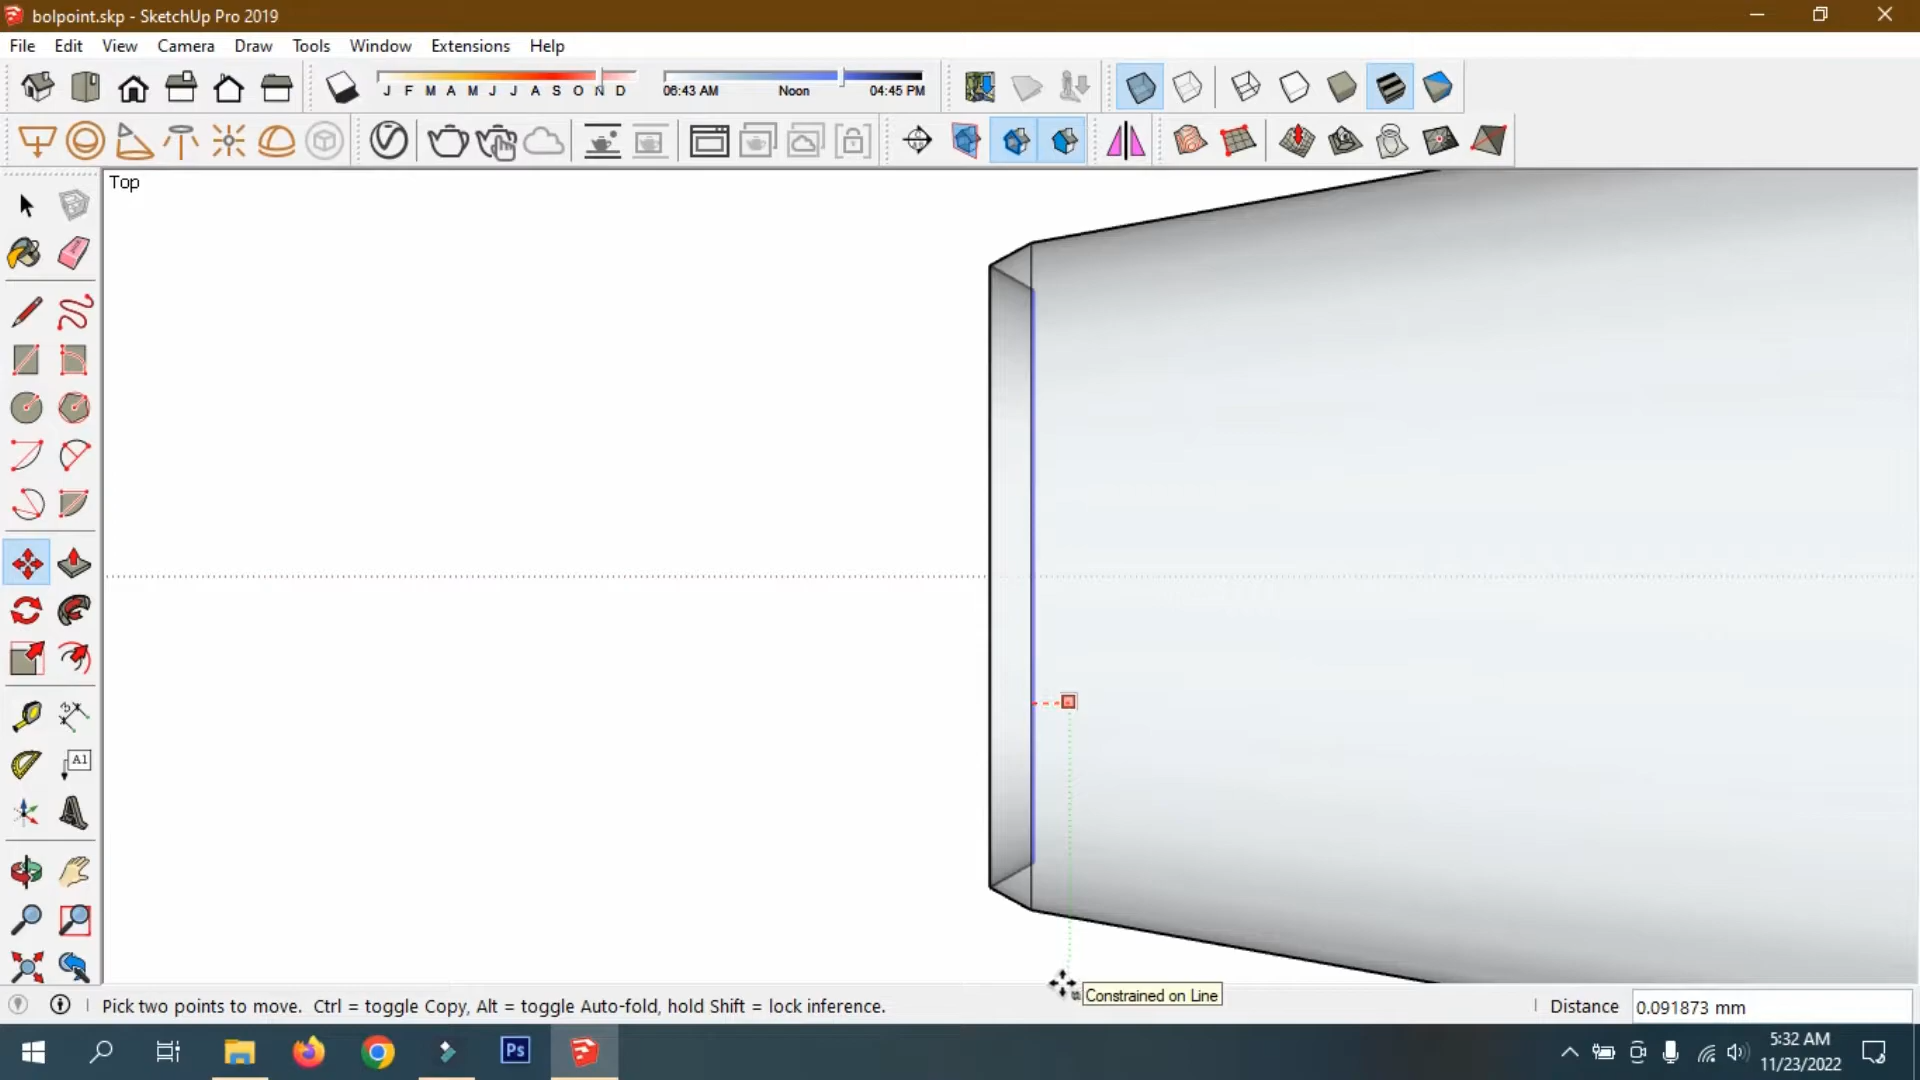 bolpoint.skp - SketchUp Pro 2019
File Edit View Camera Draw Tools Window Extensions Help
J F M A M J J A S O N D 06:43 AM Noon 04:45 PM
Top
A1
Constrained on Line
Pick two points to move. Ctrl = toggle Copy, Alt = toggle Auto-fold, hold Shift = lock inference. Distance 0.091873 mm
Ps
5:32 AM
11/23/2022